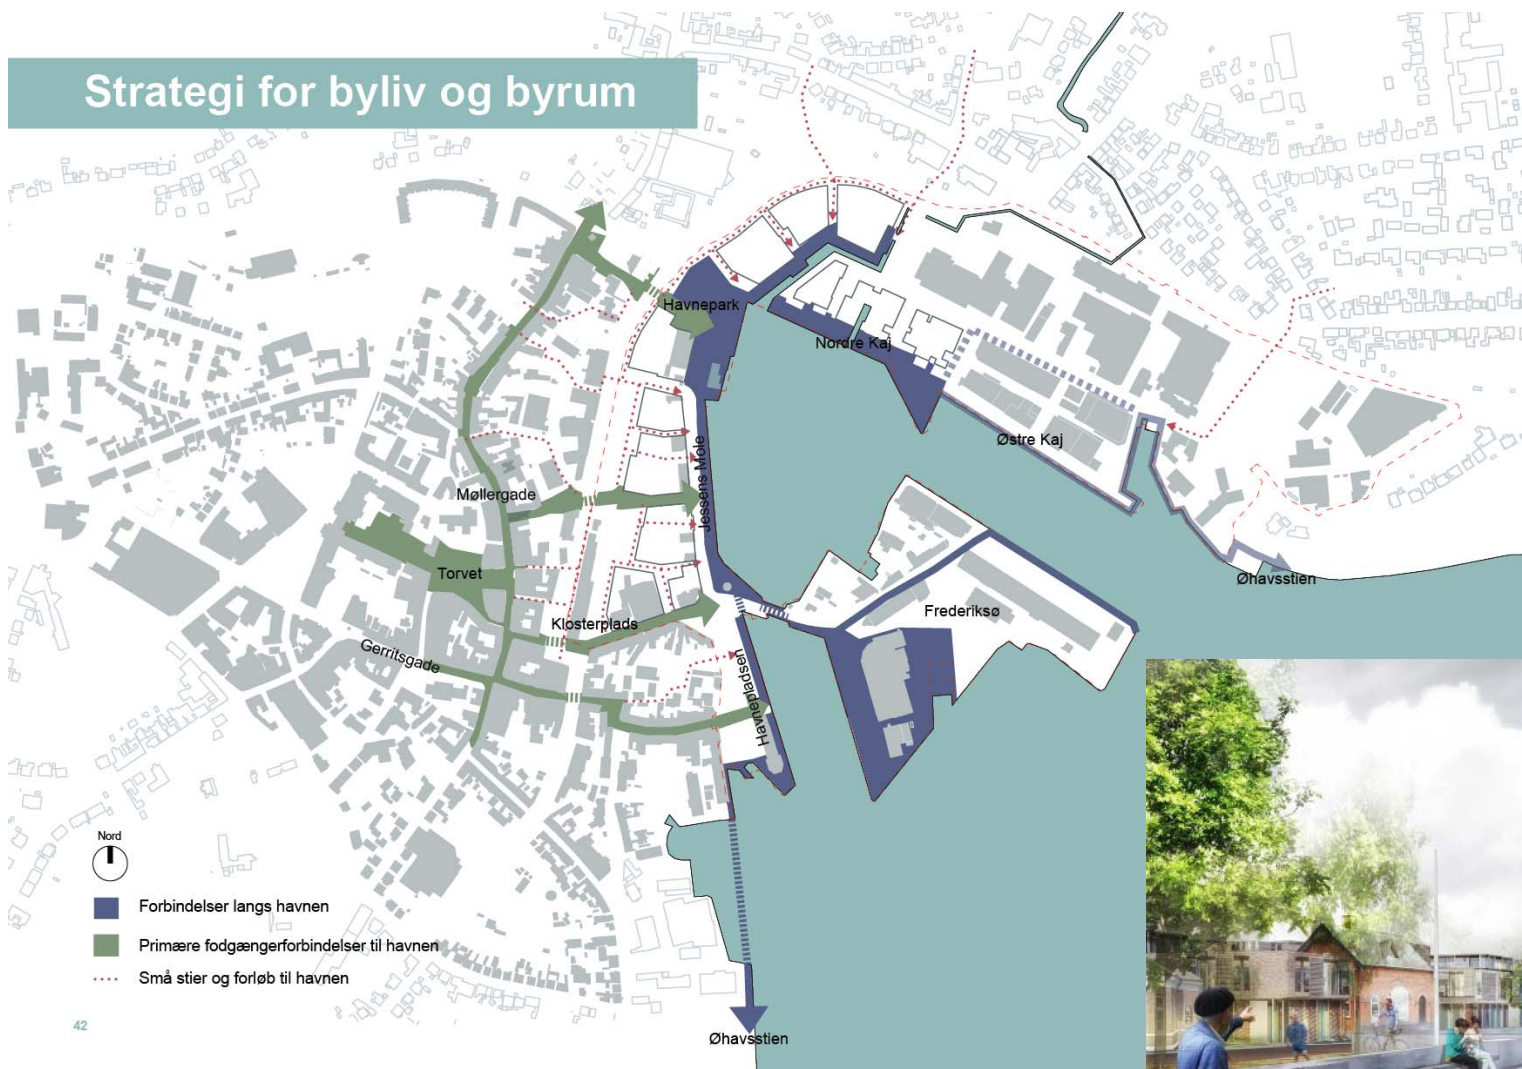 Strategi for byliv og byrum
Havnepark
Nordre Kaj
Østre Kaj
Jessens Mole
Møllergade
Torvet
Klosterplads
Gerritsgade
Havnepladsen
Frederiksø
Øhavsstien
Nord
Forbindelser langs havnen
Primære fodgængerforbindelser til havnen
Små stier og forløb til havnen
42
Øhavsstien